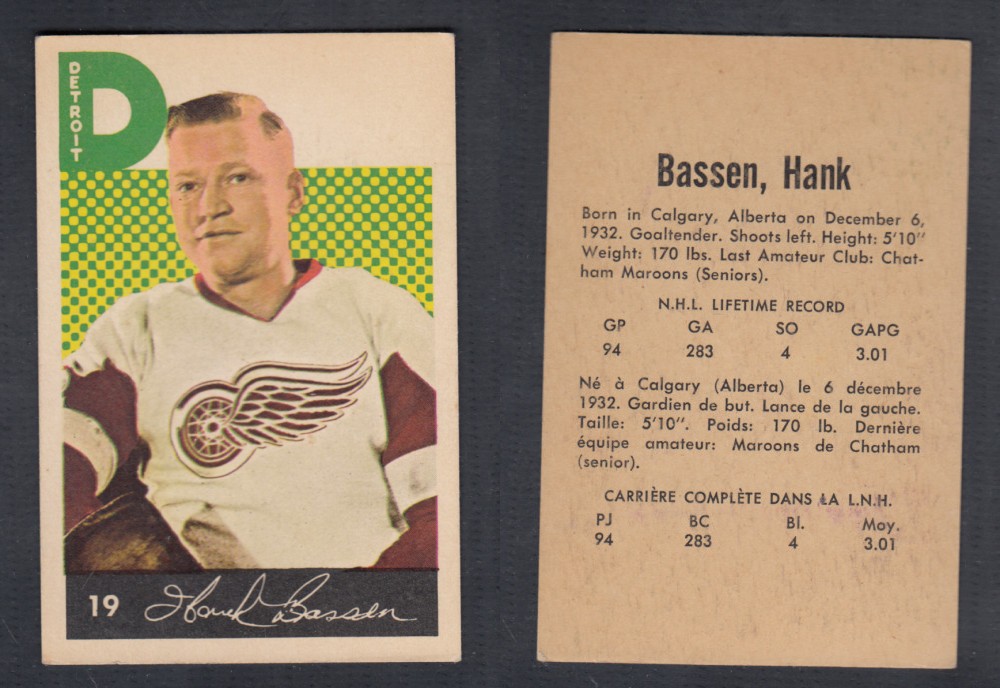 D
DETROIT
19 Hank Bassen
Bassen, Hank
Born in Calgary, Alberta on December 6,
1932. Goaltender. Shoots left. Height: 5'10"
Weight: 170 lbs. Last Amateur Club: Chat-
ham Maroons (Seniors).
N.H.L. LIFETIME RECORD
GP GA SO GAPG
94 283 4 3.01
Né à Calgary (Alberta) le 6 décembre
1932. Gardien de but. Lance de la gauche.
Taille: 5'10". Poids: 170 lb. Dernière
équipe amateur: Maroons de Chatham
(senior).
CARRIÈRE COMPLÈTE DANS LA L.N.H.
PJ BC Bl. Moy.
94 283 4 3.01